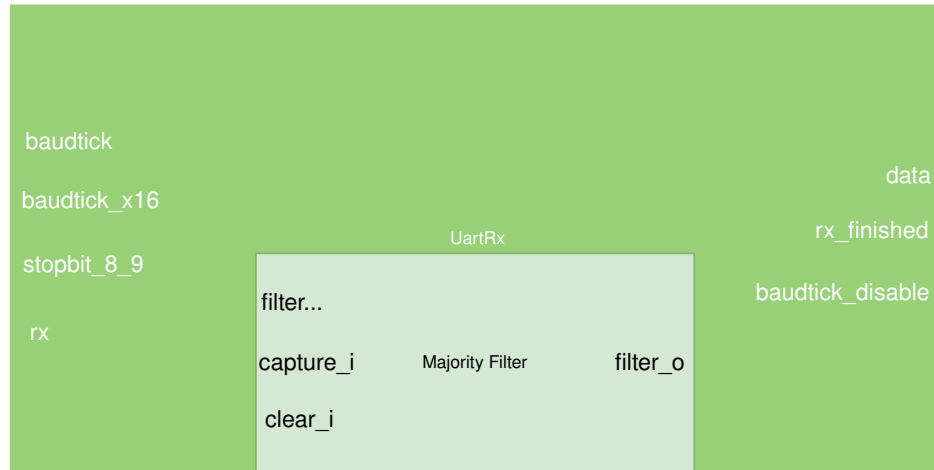 baudtick
baudtick_x16
stopbit_8_9
rx
UartRx
filter...
capture_i
clear_i
Majority Filter
filter_o
data
rx_finished
baudtick_disable